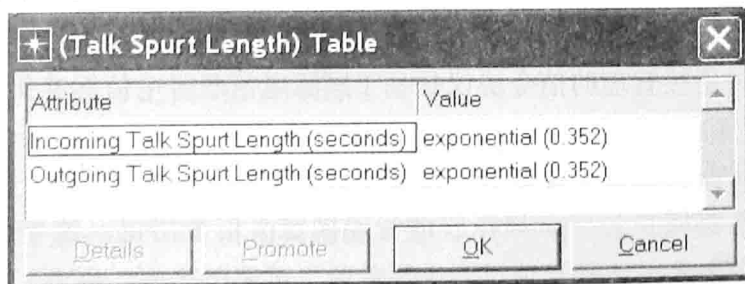 (Talk Spurt Length) Table
Attribute Value
Incoming Talk Spurt Length (seconds) exponential (0.352)
Outgoing Talk Spurt Length (seconds) exponential (0.352)
Details Promote OK Cancel